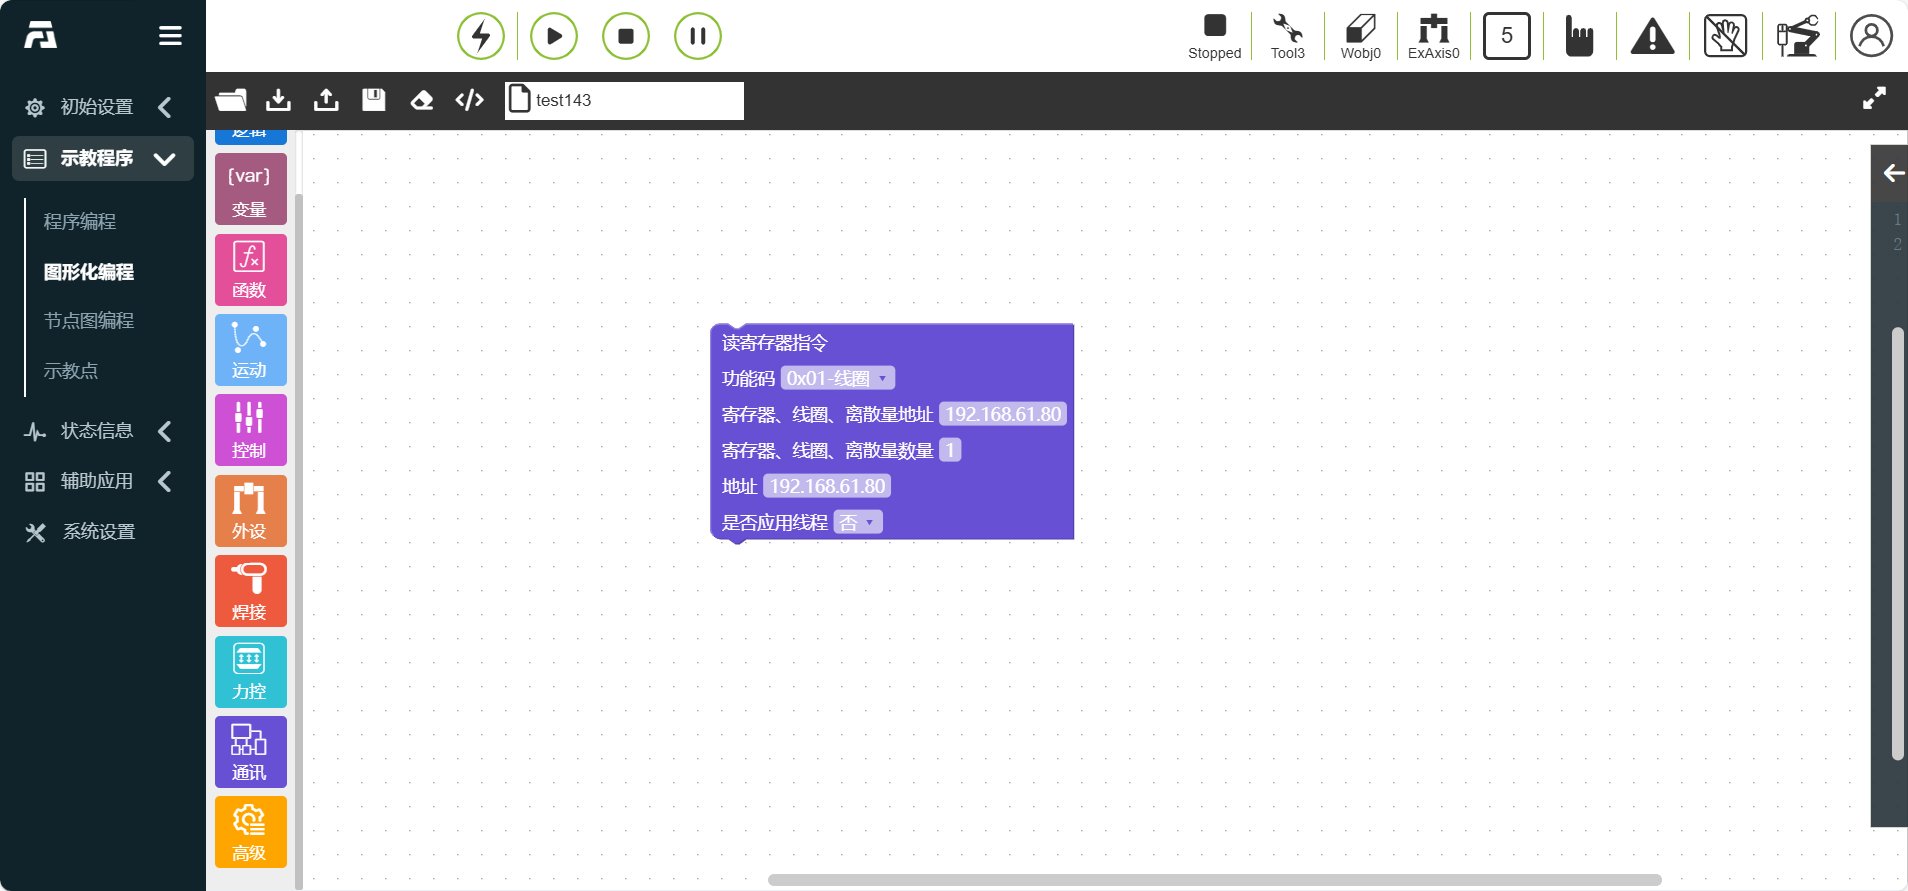 Stopped
Tool3
Wobj0
ExAxis0
5
test143
初始设置
示教程序
程序编程
图形化编程
节点图编程
示教点
状态信息
辅助应用
系统设置
逻辑
{var}
变量
函数
运动
控制
外设
焊接
力控
通讯
高级
读寄存器指令
功能码 0x01-线圈
寄存器、线圈、离散量地址 192.168.61.80
寄存器、线圈、离散量数量 1
地址 192.168.61.80
是否应用线程 否
1
2